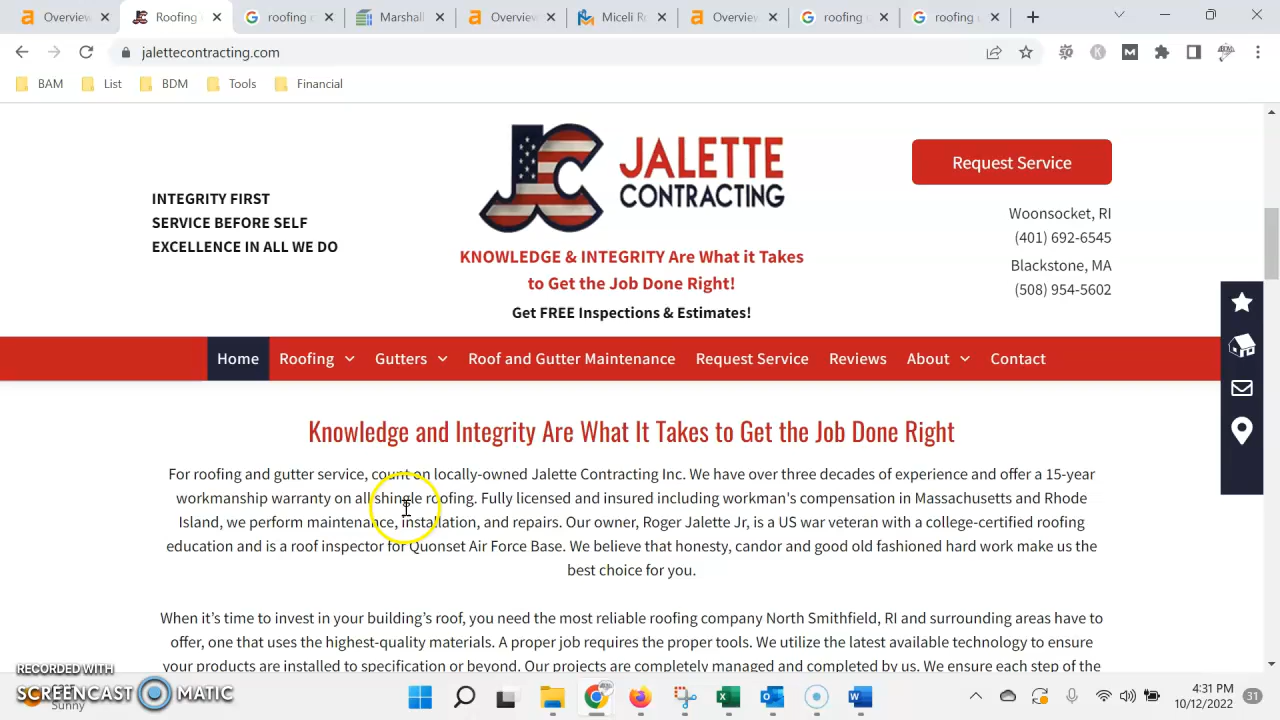 Overview
Roofing
roofing c
Marshall
Overview
Miceli Ro
Overview
roofing
roofing
jalettecontracting.com
BAM
List
BDM
Tools
Financial
JC
JALETTE
CONTRACTING
Request Service
INTEGRITY FIRST
SERVICE BEFORE SELF
EXCELLENCE IN ALL WE DO
Woonsocket, RI
(401) 692-6545
Blackstone, MA
(508) 954-5602
KNOWLEDGE & INTEGRITY Are What it Takes
to Get the Job Done Right!
Get FREE Inspections & Estimates!
Home Roofing Gutters Roof and Gutter Maintenance Request Service Reviews About Contact
Knowledge and Integrity Are What It Takes to Get the Job Done Right
For roofing and gutter service, count on locally-owned Jalette Contracting Inc. We have over three decades of experience and offer a 15-year
workmanship warranty on all shingle roofing. Fully licensed and insured including workman's compensation in Massachusetts and Rhode
Island, we perform maintenance, installation, and repairs. Our owner, Roger Jalette Jr, is a US war veteran with a college-certified roofing
education and is a roof inspector for Quonset Air Force Base. We believe that honesty, candor and good old fashioned hard work make us the
best choice for you.
When it's time to invest in your building's roof, you need the most reliable roofing company North Smithfield, RI and surrounding areas have to
offer, one that uses the highest-quality materials. A proper job requires the proper tools. We utilize the latest available technology to ensure
your products are installed to specification or beyond. Our projects are completely managed and completed by us. We ensure each step of the
RECORDED WITH
SCREENCAST MATIC
Sunny
4:31 PM
10/12/2022
31